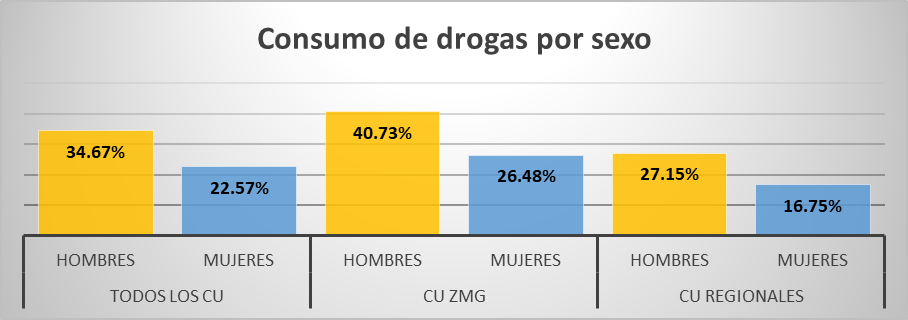 Consumo de drogas por sexo
34.67%
22.57%
40.73%
26.48%
27.15%
16.75%
HOMBRES MUJERES HOMBRES MUJERES HOMBRES MUJERES
TODOS LOS CU CU ZMG CU REGIONALES